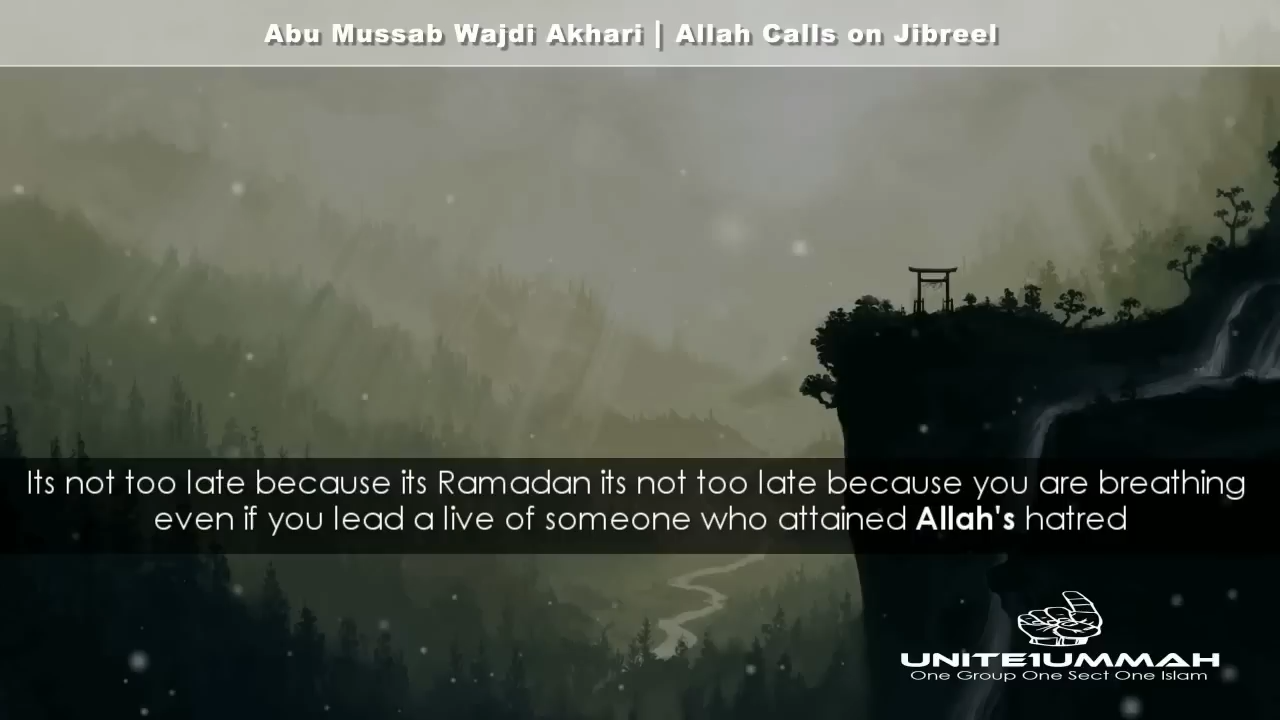 Abu Mussab Wajdi Akhari | Allah Calls on Jibreel
Its not too late because its Ramadan its not too late because you are breathing
even if you lead a live of someone who attained Allah's hatred
UNITE1UMMAH
One Group One Sect One Islam